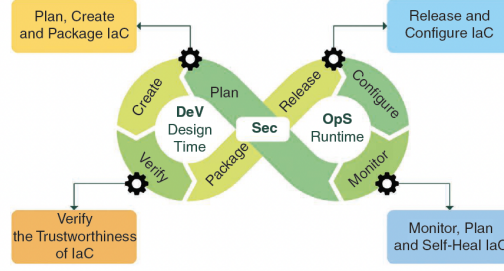 Plan, Create
and Package IaC
Release and
Configure IaC
Create
Plan
Release
Configure
DeV
Design
Time
Sec
OpS
Runtime
Verify
Package
Monitor
Verify
the Trustworthiness
of IaC
Monitor, Plan
and Self-Heal IaC